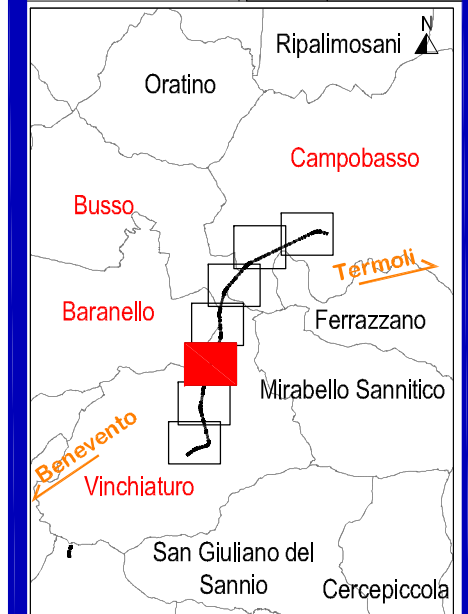 N
Ripalimosani
Oratino
Campobasso
Busso
Termoli
Baranello
Ferrazzano
Mirabello Sannitico
Benevento
Vinchiaturo
San Giuliano del
Sannio
Cercepiccola